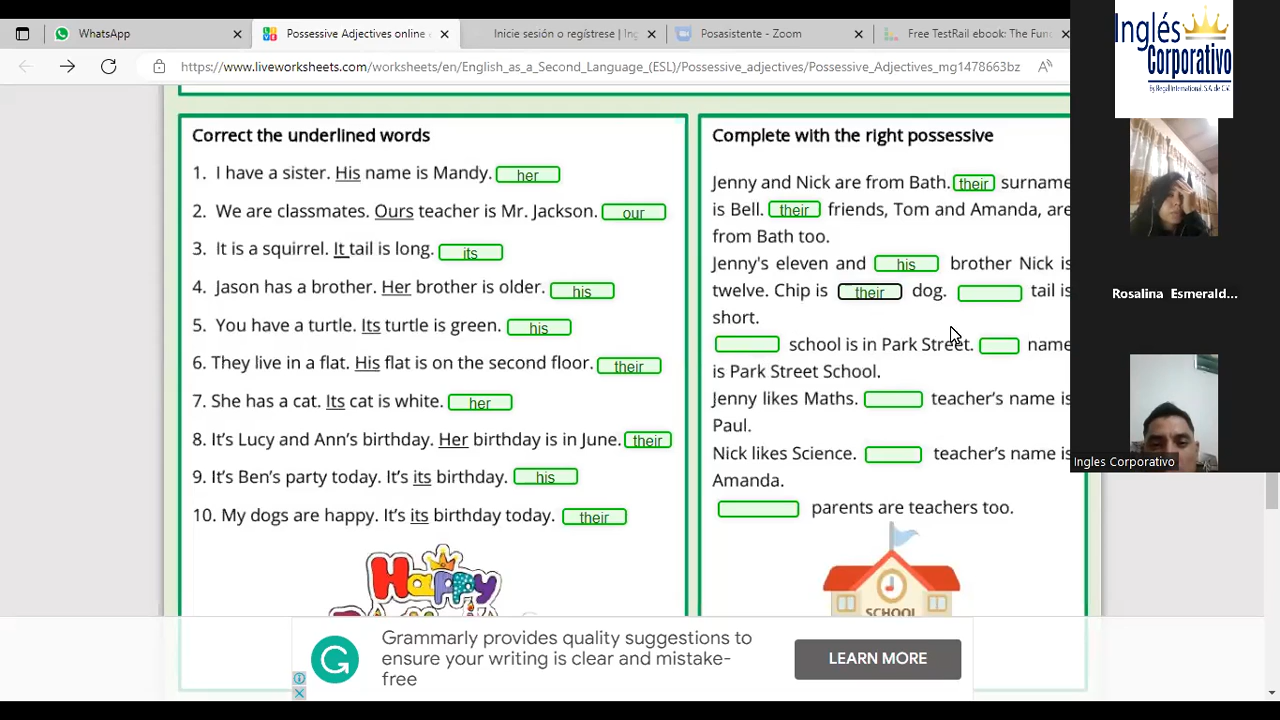 WhatsApp
Possessive Adjectives online
Inicie sesión o regístrese | Ing
Posasistente - Zoom
Free TestRail ebook: The Fun
https://www.liveworksheets.com/worksheets/en/English_as_a_Second_Language_(ESL)/Possessive_adjectives/Possessive_Adjectives_mg1478663bz
Inglés
Corporativo
By Regal International, S.A. de C.V.
Correct the underlined words
1. I have a sister. His name is Mandy. her
2. We are classmates. Ours teacher is Mr. Jackson. our
3. It is a squirrel. It tail is long. its
4. Jason has a brother. Her brother is older. his
5. You have a turtle. Its turtle is green. his
6. They live in a flat. His flat is on the second floor. their
7. She has a cat. Its cat is white. her
8. It's Lucy and Ann's birthday. Her birthday is in June. their
9. It's Ben's party today. It's its birthday. his
10. My dogs are happy. It's its birthday today. their
Happy
Complete with the right possessive
Jenny and Nick are from Bath. their surname
is Bell. their friends, Tom and Amanda, are
from Bath too.
Jenny's eleven and his brother Nick is
twelve. Chip is their dog. tail is
short.
school is in Park Street. name
is Park Street School.
Jenny likes Maths. teacher's name is
Paul.
Nick likes Science. teacher's name is
Amanda.
parents are teachers too.
SCHOOL
Rosalina Esmerald...
Ingles Corporativo
Grammarly provides quality suggestions to
ensure your writing is clear and mistake-
free
LEARN MORE